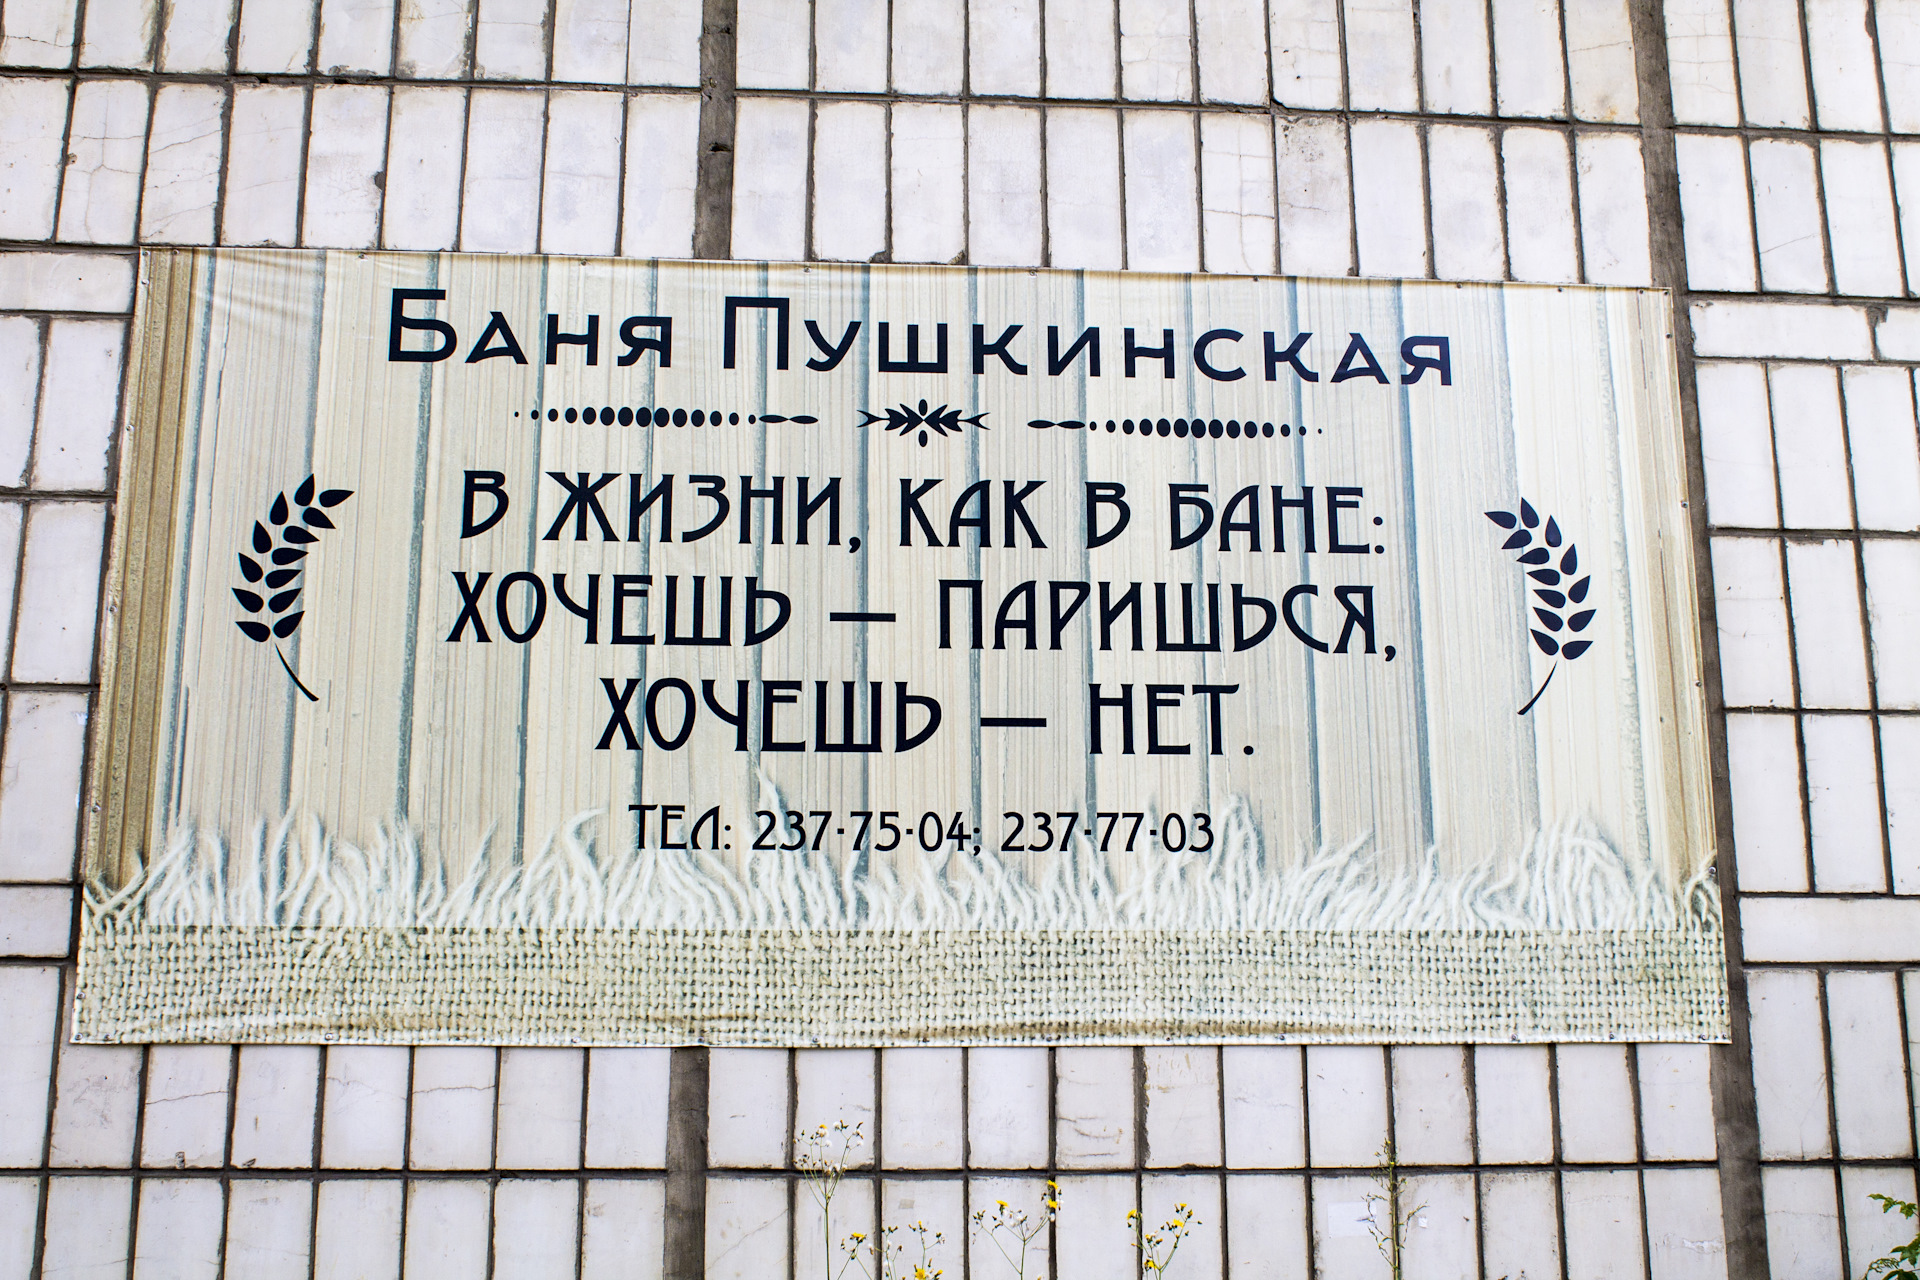 Баня Пушкинская
В ЖИЗНИ, КАК В БАНЕ:
ХОЧЕШЬ — ПАРИШЬСЯ,
ХОЧЕШЬ — НЕТ.
ТЕЛ: 237-75-04; 237-77-03